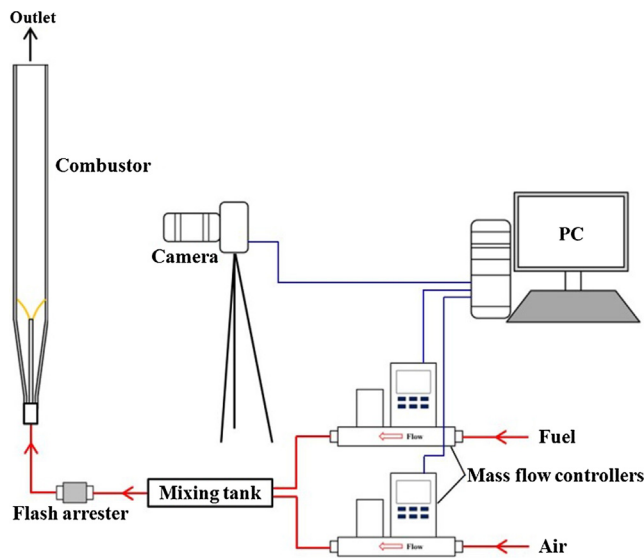 Outlet
Combustor
PC
Camera
Flow
Fuel
Mass flow controllers
Mixing tank
Flash arrester
Flow
Air